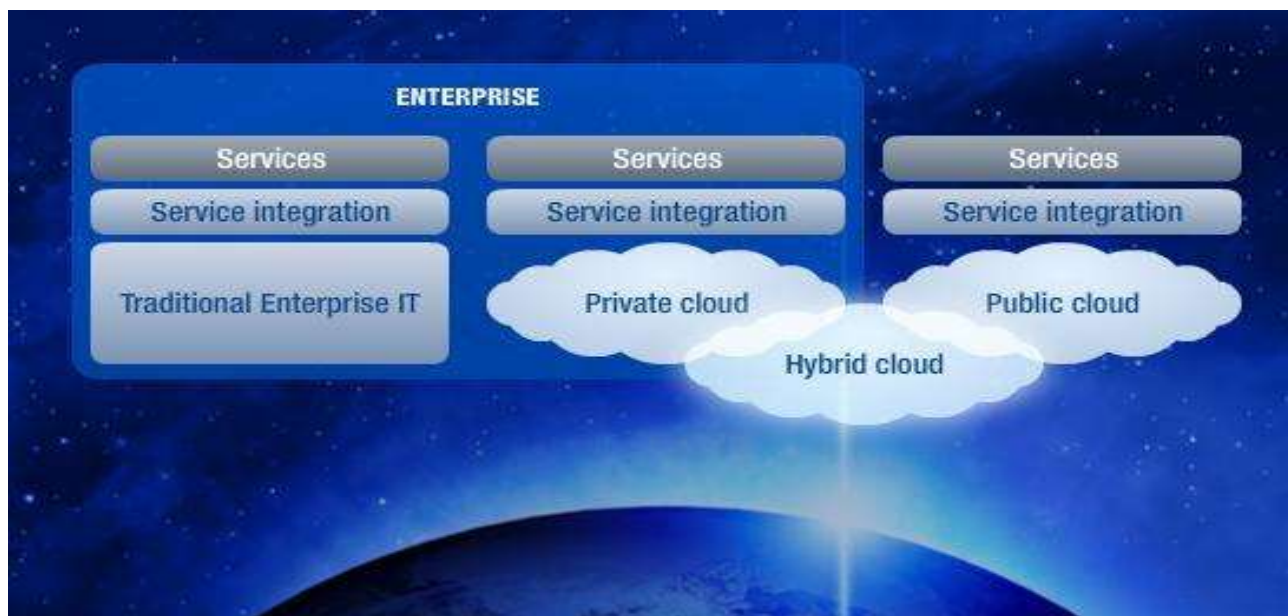 ENTERPRISE
Services
Services
Services
Service integration
Service integration
Service integration
Traditional Enterprise IT
Private cloud
Public cloud
Hybrid cloud